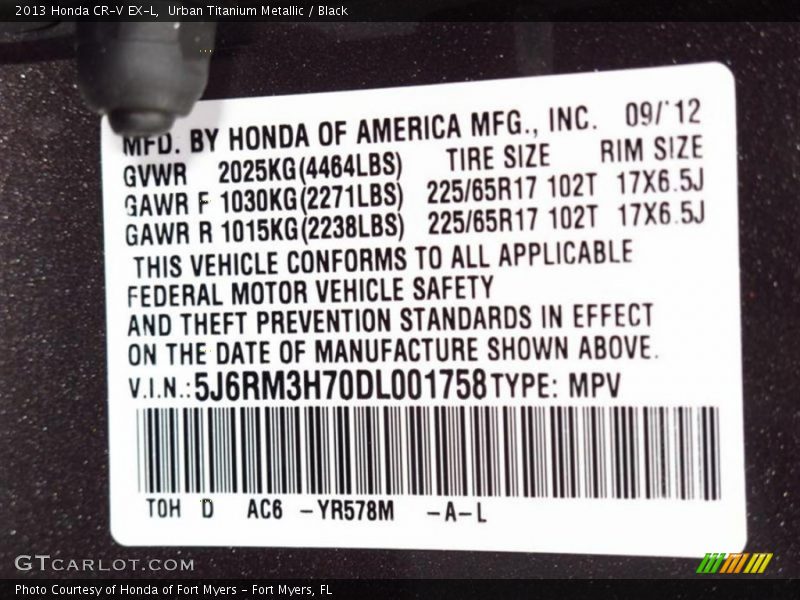 2013 Honda CR-V EX-L, Urban Titanium Metallic / Black
MFD. BY HONDA OF AMERICA MFG., INC. 09/'12
GVWR 2025KG(4464LBS) TIRE SIZE RIM SIZE
GAWR F 1030KG(2271LBS) 225/65R17 102T 17X6.5J
GAWR R 1015KG(2238LBS) 225/65R17 102T 17X6.5J
THIS VEHICLE CONFORMS TO ALL APPLICABLE
FEDERAL MOTOR VEHICLE SAFETY
AND THEFT PREVENTION STANDARDS IN EFFECT
ON THE DATE OF MANUFACTURE SHOWN ABOVE.
V.I.N.:5J6RM3H70DL001758 TYPE: MPV
TOH D AC6 -YR578M -A-L
GTCARLOT.COM
Photo Courtesy of Honda of Fort Myers - Fort Myers, FL